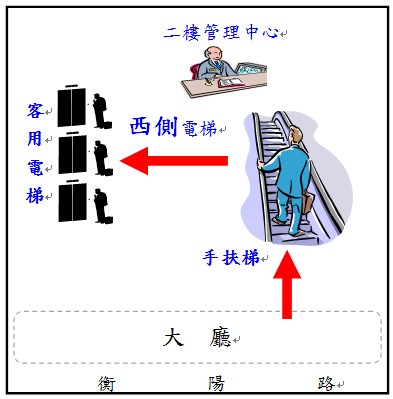 二樓管理中心
西側電梯
客用電梯
手扶梯
大 廳
衡 陽 路